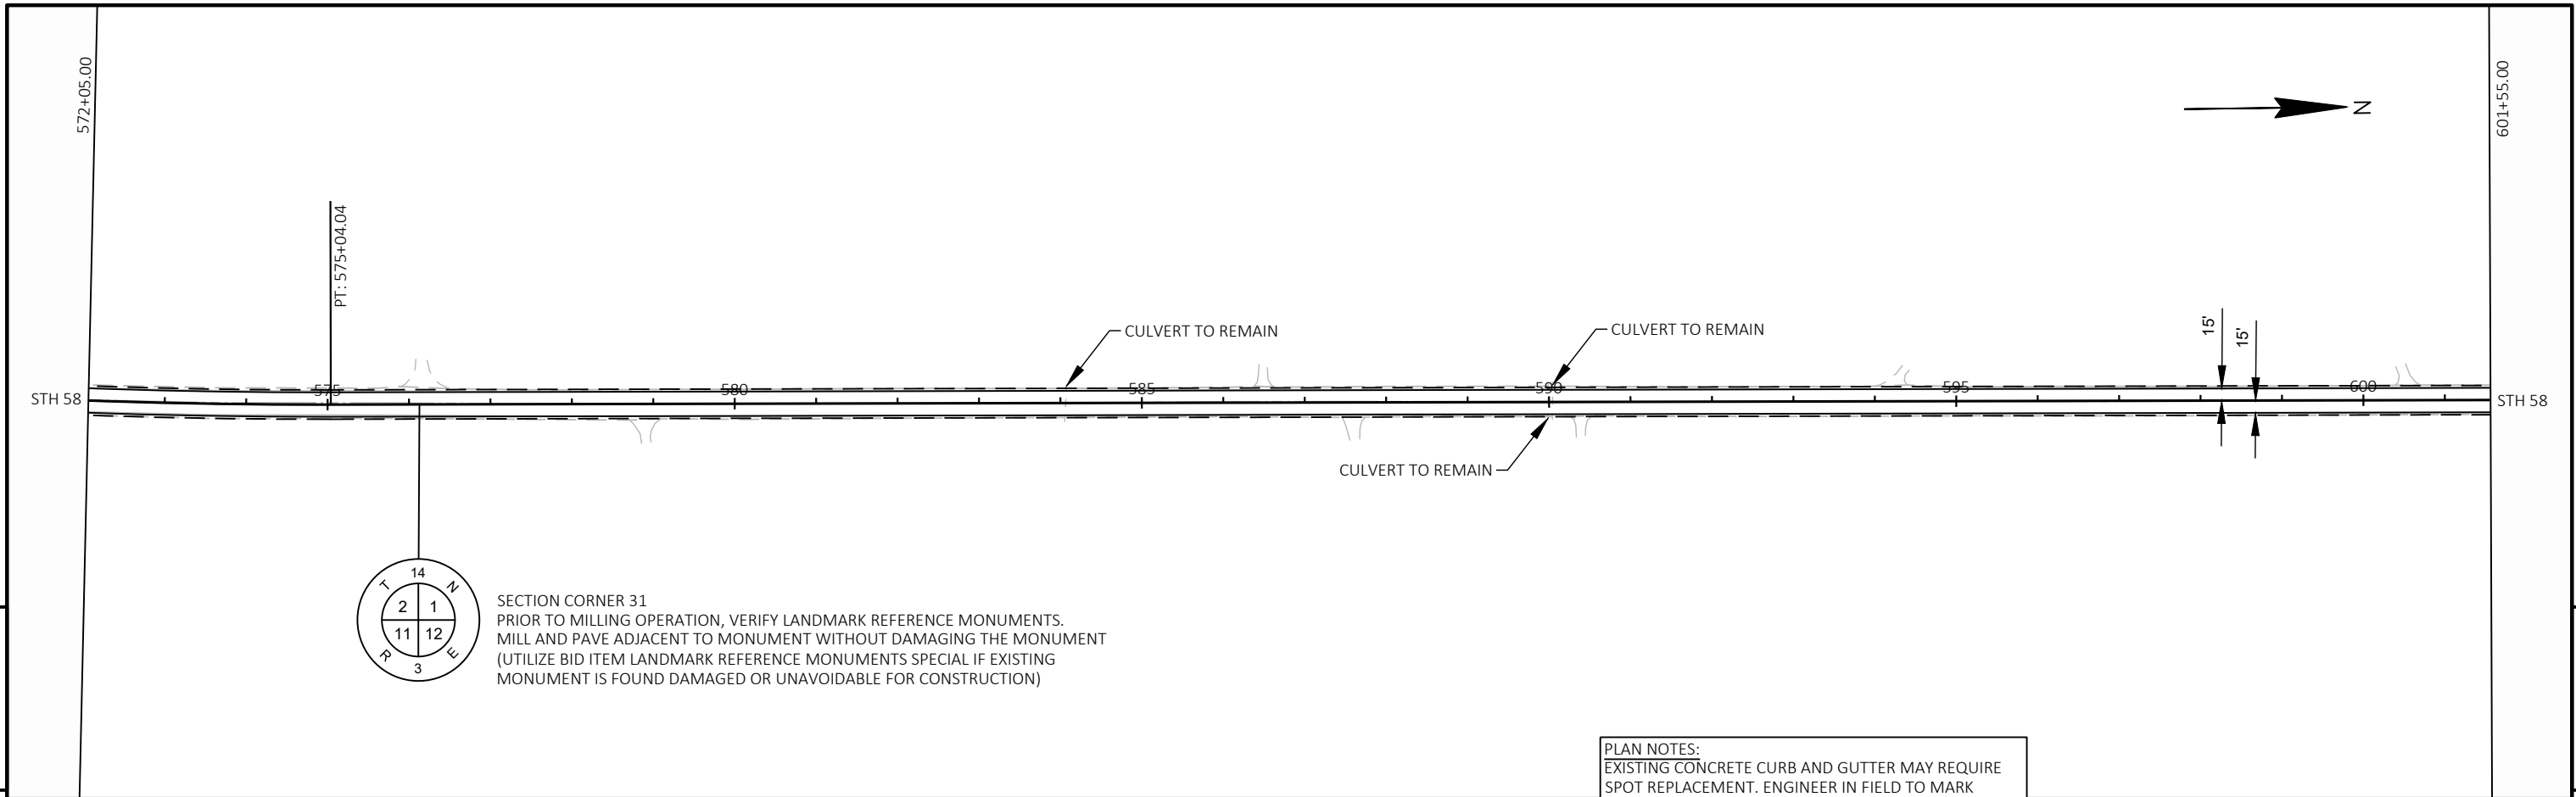 572+05.00
601+55.00
N
PT: 575+04.04
CULVERT TO REMAIN
CULVERT TO REMAIN
15'
15'
575
580
585
590
595
600
STH 58
STH 58
CULVERT TO REMAIN
14
T N
2 1
11 12
R E
3
SECTION CORNER 31
PRIOR TO MILLING OPERATION, VERIFY LANDMARK REFERENCE MONUMENTS.
MILL AND PAVE ADJACENT TO MONUMENT WITHOUT DAMAGING THE MONUMENT
(UTILIZE BID ITEM LANDMARK REFERENCE MONUMENTS SPECIAL IF EXISTING
MONUMENT IS FOUND DAMAGED OR UNAVOIDABLE FOR CONSTRUCTION)
PLAN NOTES:
EXISTING CONCRETE CURB AND GUTTER MAY REQUIRE
SPOT REPLACEMENT. ENGINEER IN FIELD TO MARK